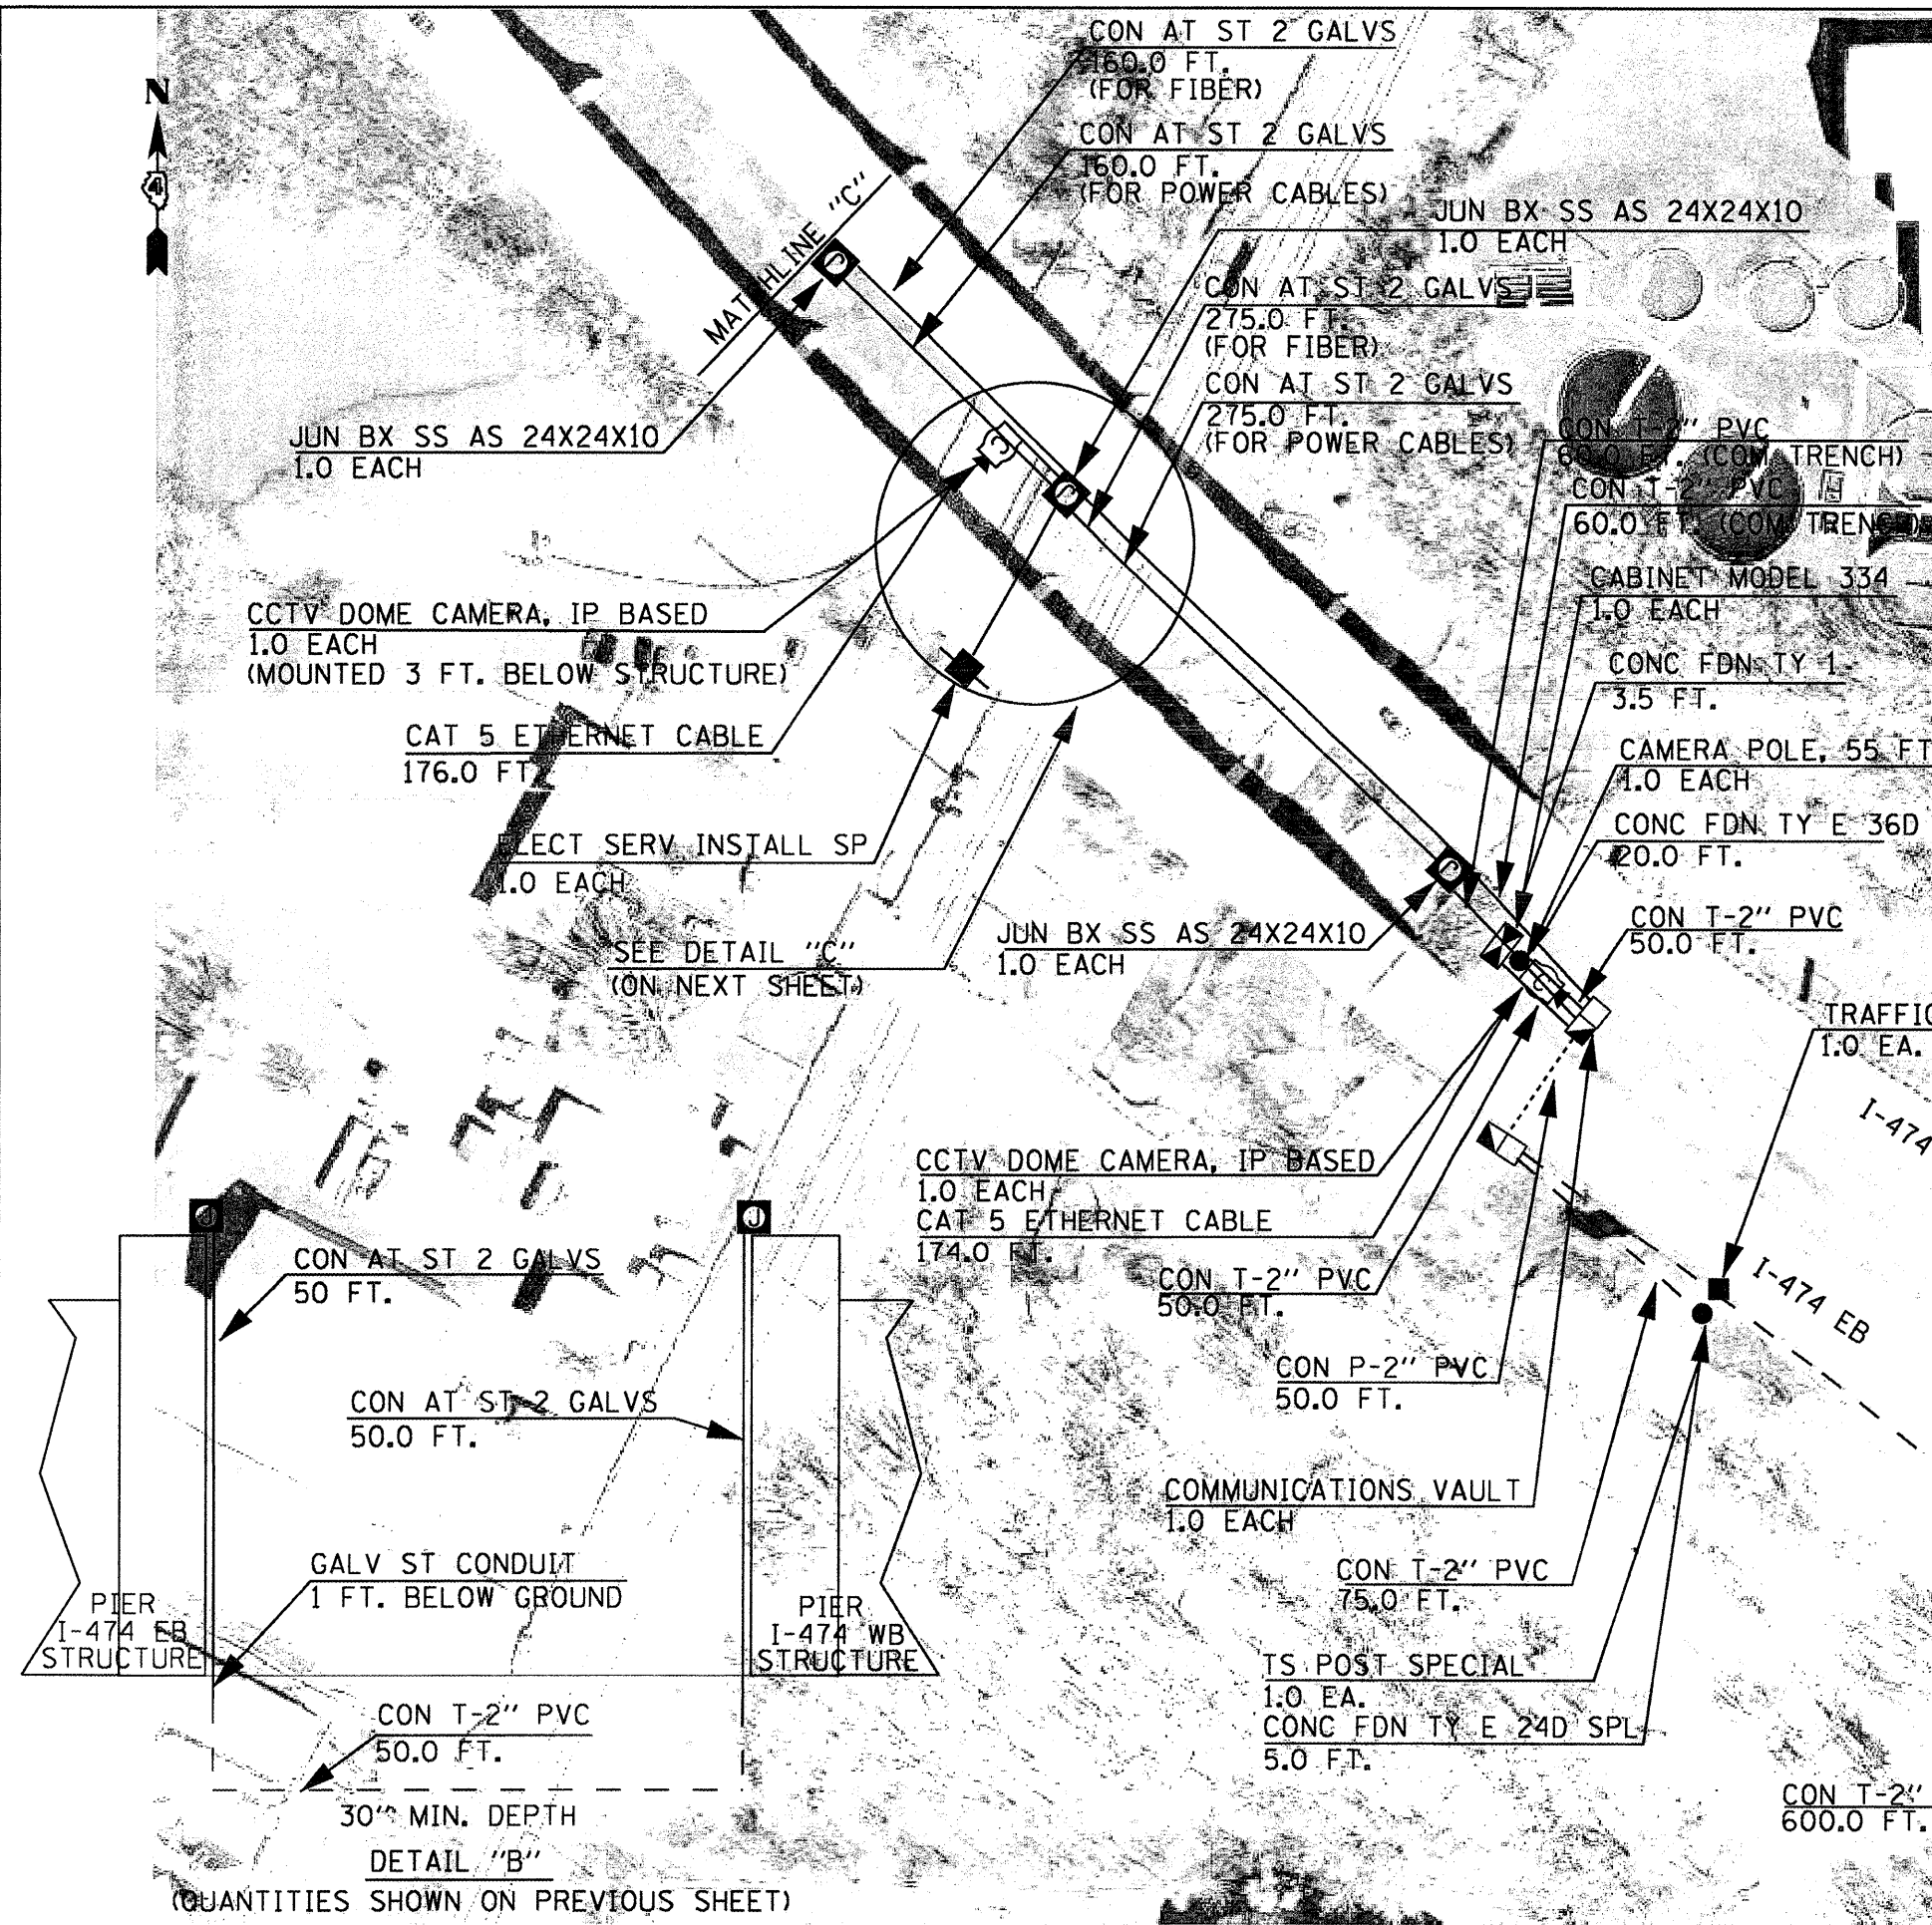 N
4
CON AT ST 2 GALVS
160.0 FT.
(FOR FIBER)
CON AT ST 2 GALVS
160.0 FT.
(FOR POWER CABLES)
JUN BX SS AS 24X24X10
1.0 EACH
MATCHLINE "C"
CON AT ST 2 GALVS
275.0 FT.
(FOR FIBER)
CON AT ST 2 GALVS
275.0 FT.
(FOR POWER CABLES)
CON T-2" PVC
60.0 FT. (COM TRENCH)
CON T-2" PVC
60.0 FT. (COM TRENCH)
CABINET MODEL 334
1.0 EACH
CONC FDN TY 1
3.5 FT.
CAMERA POLE, 55 FT
1.0 EACH
CONC FDN TY E 36D
20.0 FT.
CON T-2" PVC
50.0 FT.
TRAFFIC
1.0 EA.
JUN BX SS AS 24X24X10
1.0 EACH
J
C
J
CCTV DOME CAMERA, IP BASED
1.0 EACH
(MOUNTED 3 FT. BELOW STRUCTURE)
CAT 5 ETHERNET CABLE
176.0 FT.
ELECT SERV INSTALL SP
1.0 EACH
SEE DETAIL "C"
(ON NEXT SHEET)
JUN BX SS AS 24X24X10
1.0 EACH
J
C
I-474
CCTV DOME CAMERA, IP BASED
1.0 EACH
CAT 5 ETHERNET CABLE
174.0 FT.
CON T-2" PVC
50.0 FT.
I-474 EB
CON P-2" PVC
50.0 FT.
COMMUNICATIONS VAULT
1.0 EACH
CON T-2" PVC
75.0 FT.
TS POST SPECIAL
1.0 EA.
CONC FDN TY E 24D SPL
5.0 FT.
CON T-2"
600.0 FT.
J
J
CON AT ST 2 GALVS
50 FT.
CON AT ST 2 GALVS
50.0 FT.
GALV ST CONDUIT
1 FT. BELOW GROUND
PIER
I-474 EB
STRUCTURE
PIER
I-474 WB
STRUCTURE
CON T-2" PVC
50.0 FT.
30" MIN. DEPTH
DETAIL "B"
(QUANTITIES SHOWN ON PREVIOUS SHEET)